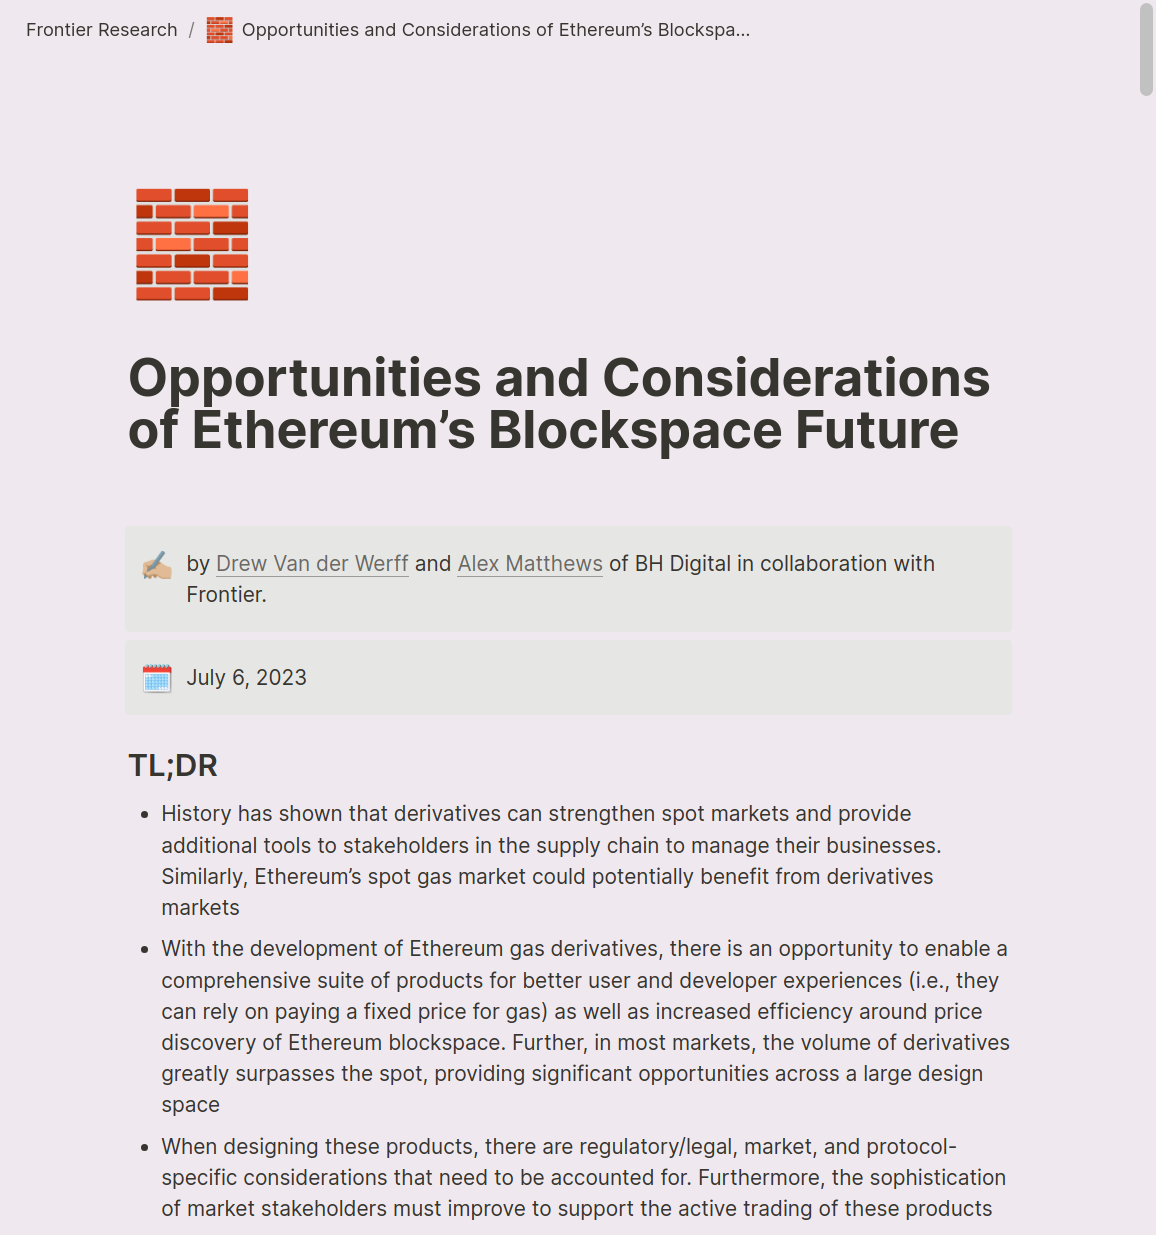 Frontier Research / Opportunities and Considerations of Ethereum’s Blockspa...
Opportunities and Considerations
of Ethereum’s Blockspace Future
by Drew Van der Werff and Alex Matthews of BH Digital in collaboration with
Frontier.
July 6, 2023
TL;DR
• History has shown that derivatives can strengthen spot markets and provide
additional tools to stakeholders in the supply chain to manage their businesses.
Similarly, Ethereum’s spot gas market could potentially benefit from derivatives
markets
• With the development of Ethereum gas derivatives, there is an opportunity to enable a
comprehensive suite of products for better user and developer experiences (i.e., they
can rely on paying a fixed price for gas) as well as increased efficiency around price
discovery of Ethereum blockspace. Further, in most markets, the volume of derivatives
greatly surpasses the spot, providing significant opportunities across a large design
space
• When designing these products, there are regulatory/legal, market, and protocol-
specific considerations that need to be accounted for. Furthermore, the sophistication
of market stakeholders must improve to support the active trading of these products